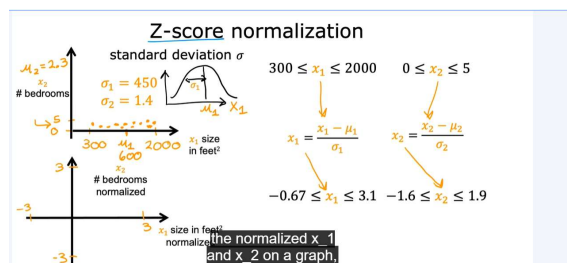 Z-score normalization
standard deviation σ
μ₂=2.3
x₂
# bedrooms
σ₁ = 450
σ₂ = 1.4
σ₁
μ₁ x₁
5
0
300 μ₁ 2000
600
x₁ size
in feet²
300 ≤ x₁ ≤ 2000
0 ≤ x₂ ≤ 5
x₁ = (x₁ − μ₁)/σ₁
x₂ = (x₂ − μ₂)/σ₂
−0.67 ≤ x₁ ≤ 3.1
−1.6 ≤ x₂ ≤ 1.9
3
x₂
# bedrooms
normalized
-3
3
-3
x₁ size in feet²
normalize
the normalized x_1
and x_2 on a graph,